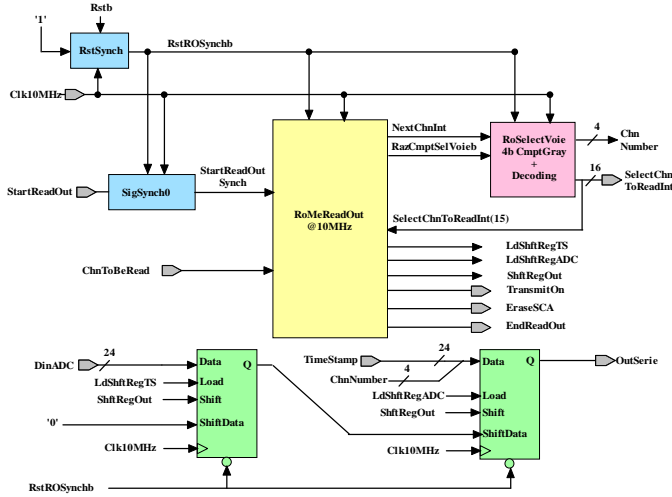 Rstb
'1'
RstSynch
RstROSynchb
Clk10MHz
NextChnInt
RazCmptSelVoieb
RoSelectVoie
4b CmptGray
+
Decoding
4
Chn
Number
16
SelectChn
ToReadInt
StartReadOut
SigSynch0
StartReadOut
Synch
RoMeReadOut
@10MHz
SelectChnToReadInt(15)
LdShftRegTS
LdShftRegADC
ShftRegOut
TransmitOn
EraseSCA
EndReadOut
ChnToBeRead
DinADC
24
Data
Q
LdShftRegTS
Load
ShftRegOut
Shift
'0'
ShiftData
Clk10MHz
TimeStamp
24
Data
Q
OutSerie
ChnNumber
4
LdShftRegADC
Load
ShftRegOut
Shift
ShiftData
Clk10MHz
RstROSynchb